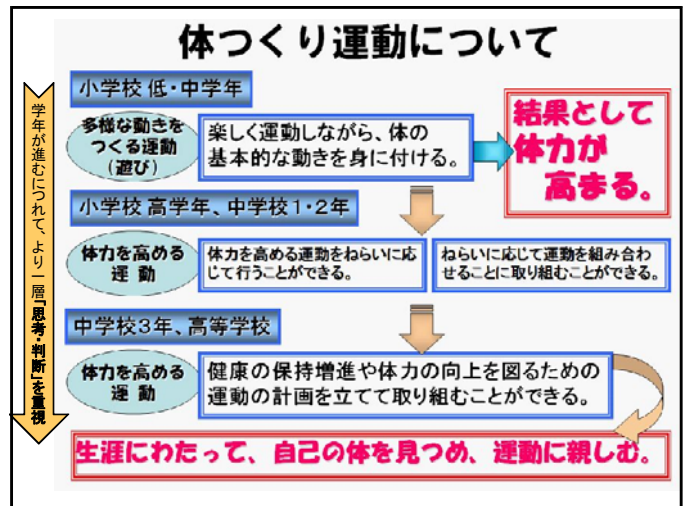 体つくり運動について
学年が進むにつれて、より一層「思考・判断」を重視
小学校 低・中学年
多様な動きを
つくる運動
(遊び)
楽しく運動しながら、体の
基本的な動きを身に付ける。
結果として
体力が
高まる。
小学校 高学年、中学校1・2年
体力を高める
運 動
体力を高める運動をねらいに応
じて行うことができる。
ねらいに応じて運動を組み合わ
せることに取り組むことができる。
中学校3年、高等学校
体力を高める
運 動
健康の保持増進や体力の向上を図るための
運動の計画を立てて取り組むことができる。
生涯にわたって、自己の体を見つめ、運動に親しむ。